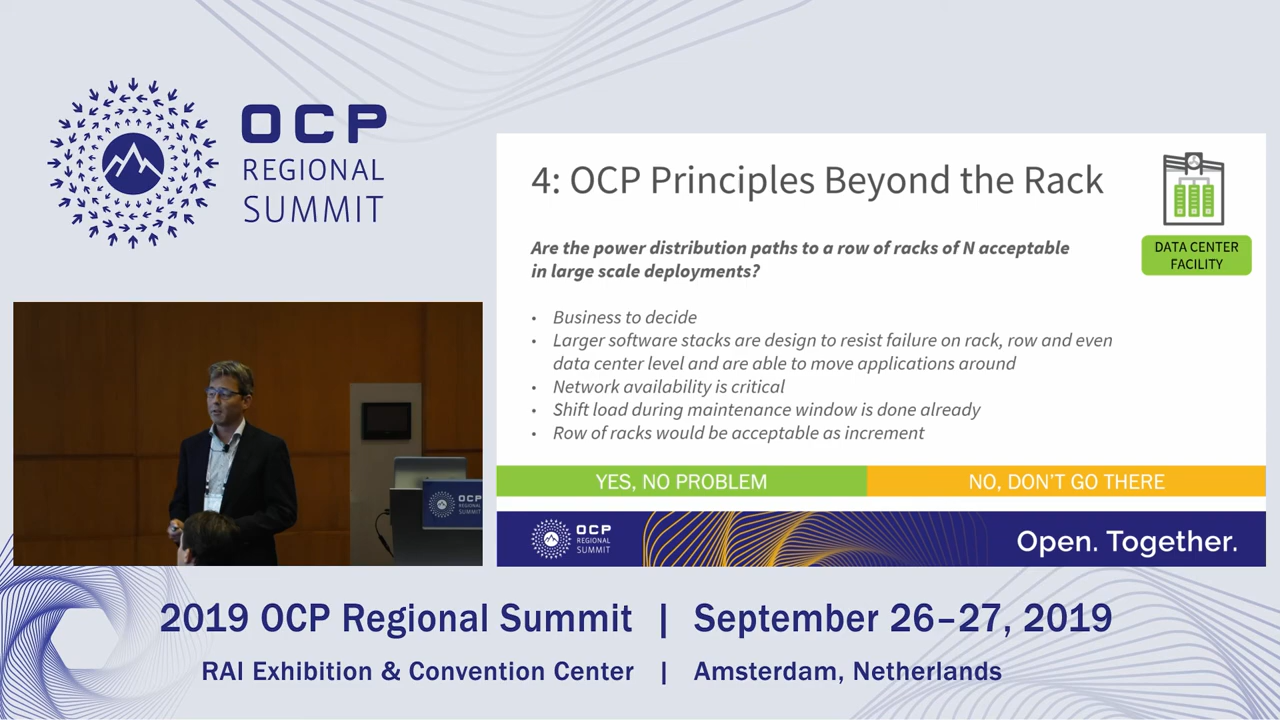 OCP
REGIONAL
SUMMIT
4: OCP Principles Beyond the Rack
DATA CENTER
FACILITY
Are the power distribution paths to a row of racks of N acceptable
in large scale deployments?
• Business to decide
• Larger software stacks are design to resist failure on rack, row and even
data center level and are able to move applications around
• Network availability is critical
• Shift load during maintenance window is done already
• Row of racks would be acceptable as increment
YES, NO PROBLEM
NO, DON'T GO THERE
OCP
REGIONAL
SUMMIT
Open. Together.
OCP
REGIONAL
SUMMIT
2019 OCP Regional Summit | September 26–27, 2019
RAI Exhibition & Convention Center | Amsterdam, Netherlands